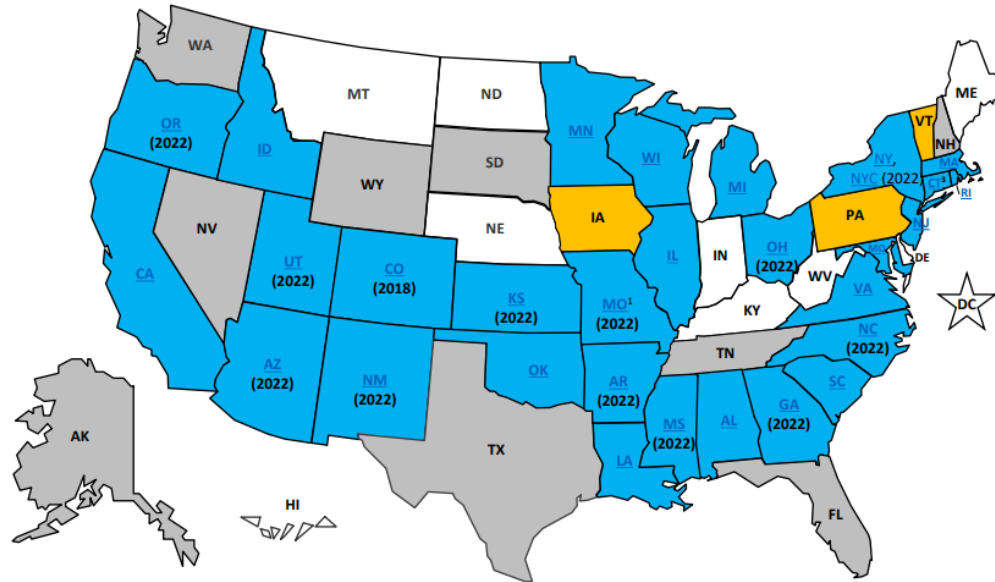 WA
MT
ND
ME
OR
(2022)
ID
MN
VT
NH
WI
SD
WY
MI
NY,
NYC (2022)
MA
CT³
RI
NE
IA
PA
NJ
NV
UT
(2022)
CO
(2018)
IL
IN
OH
(2022)
MD
DE
WV
CA
KS
(2022)
MO¹
(2022)
KY
VA
DC
AZ
(2022)
NM
(2022)
OK
AR
(2022)
TN
NC
(2022)
SC
MS
(2022)
AL
GA
(2022)
AK
TX
LA
HI
FL